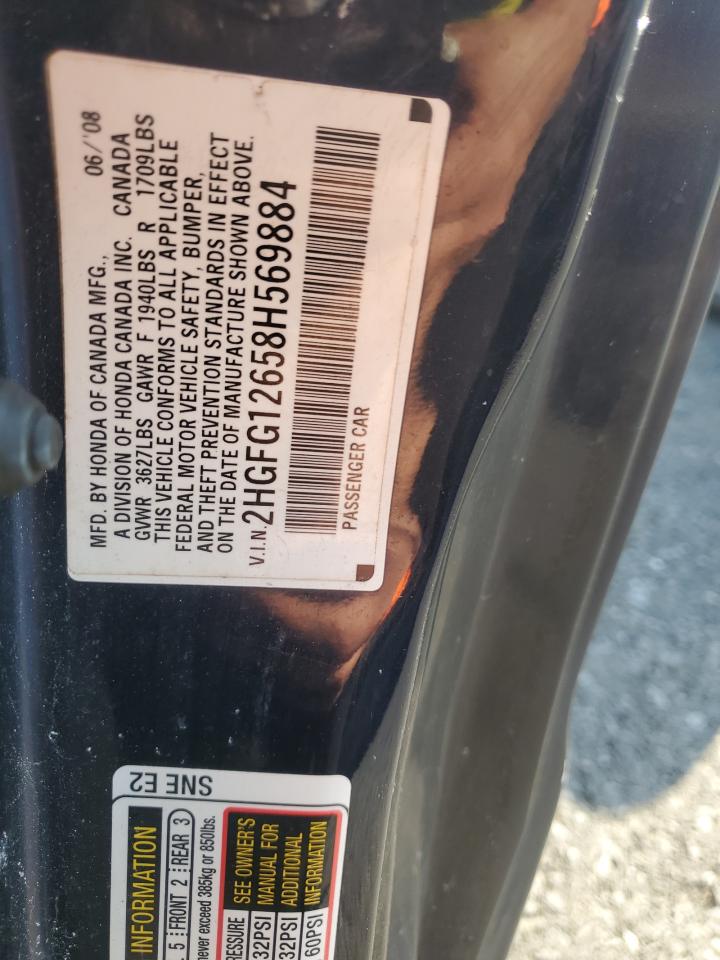 MFD. BY HONDA OF CANADA MFG., 06/'08
A DIVISION OF HONDA CANADA INC. CANADA
GVWR 3627LBS GAWR F 1940LBS R 1709LBS
THIS VEHICLE CONFORMS TO ALL APPLICABLE
FEDERAL MOTOR VEHICLE SAFETY, BUMPER,
AND THEFT PREVENTION STANDARDS IN EFFECT
ON THE DATE OF MANUFACTURE SHOWN ABOVE.
V.I.N. 2HGFG12658H569884
PASSENGER CAR
SNE E2
INFORMATION
5 FRONT 2 REAR 3
never exceed 385kg or 850lbs.
SEE OWNER'S
MANUAL FOR
ADDITIONAL
INFORMATION
32PSI
32PSI
60PSI